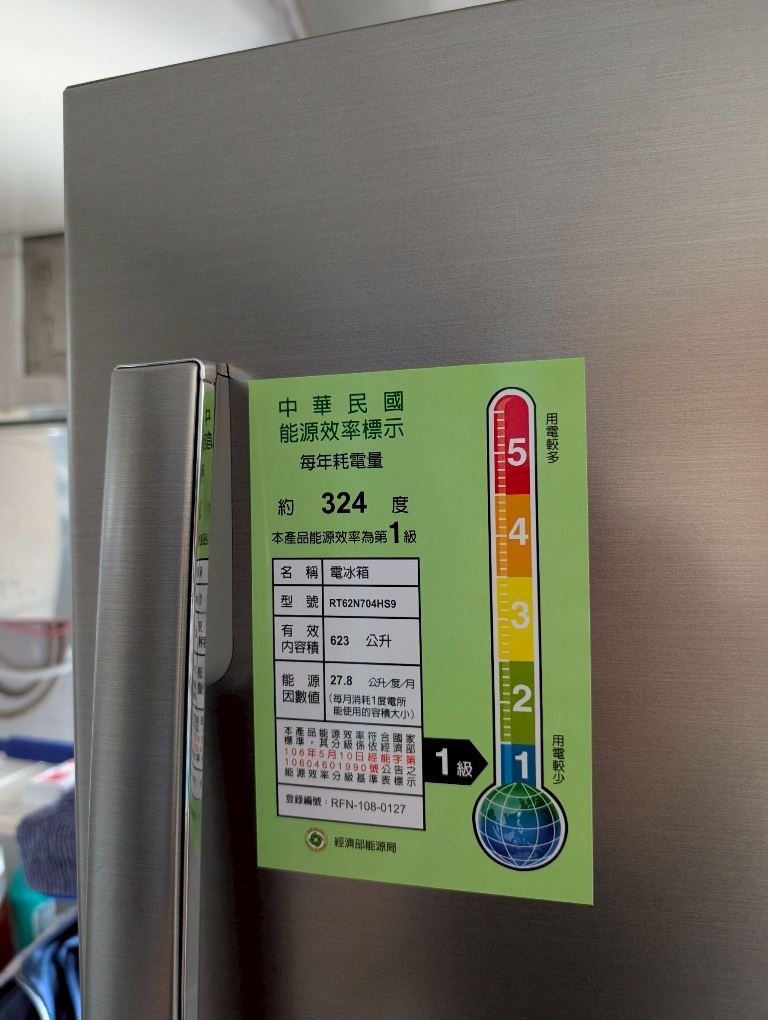 中華民國
能源效率標示
每年耗電量
約 324 度
本產品能源效率為第1級
名稱 電冰箱
型號 RT62N704HS9
有效內容積 623 公升
能源因數值 27.8 公升/度/月
(每月消耗1度電所
能使用的容積大小)
本產品能源效率符合國家
標準，其分級係依經濟部
106年5月10日經能字第
10604601990號公告之
能源效率分級基準表標示
登錄編號：RFN-108-0127
經濟部能源局
用電較多
5
4
3
2
1
用電較少
1級